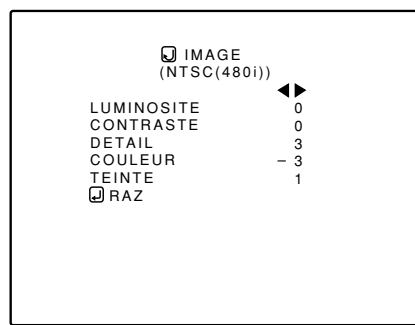 IMAGE
(NTSC(480i))
LUMINOSITE 0
CONTRASTE 0
DETAIL 3
COULEUR – 3
TEINTE 1
RAZ